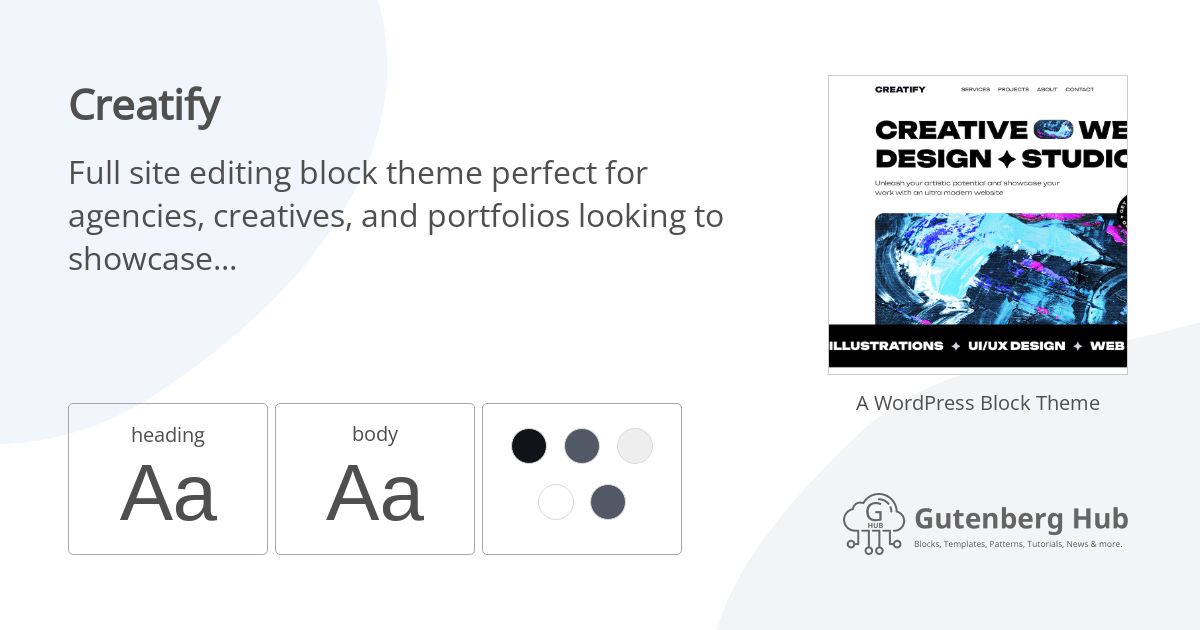 Creatify
Full site editing block theme perfect for
agencies, creatives, and portfolios looking to
showcase...
heading
Aa
body
Aa
CREATIFY SERVICES PROJECTS ABOUT CONTACT
CREATIVE WE
DESIGN ✦ STUDIO
Unleash your artistic potential and showcase your
work with an ultra modern website
ILLUSTRATIONS ✦ UI/UX DESIGN ✦ WEB
A WordPress Block Theme
G
HUB
Gutenberg Hub
Blocks, Templates, Patterns, Tutorials, News & more.